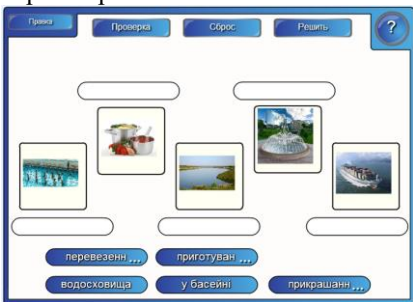 Правка Проверка Сброс Решить ?
перевезенн... приготуван...
водосховища у басейні прикрашанн...